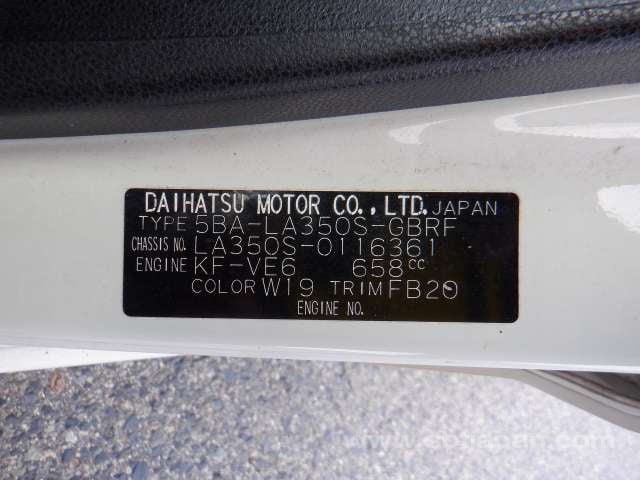 DAIHATSU MOTOR CO.,LTD. JAPAN
TYPE 5BA-LA350S-GBRF
CHASSIS NO. LA350S-0116361
ENGINE KF-VE6 658cc
COLOR W19 TRIM FB20
ENGINE NO.